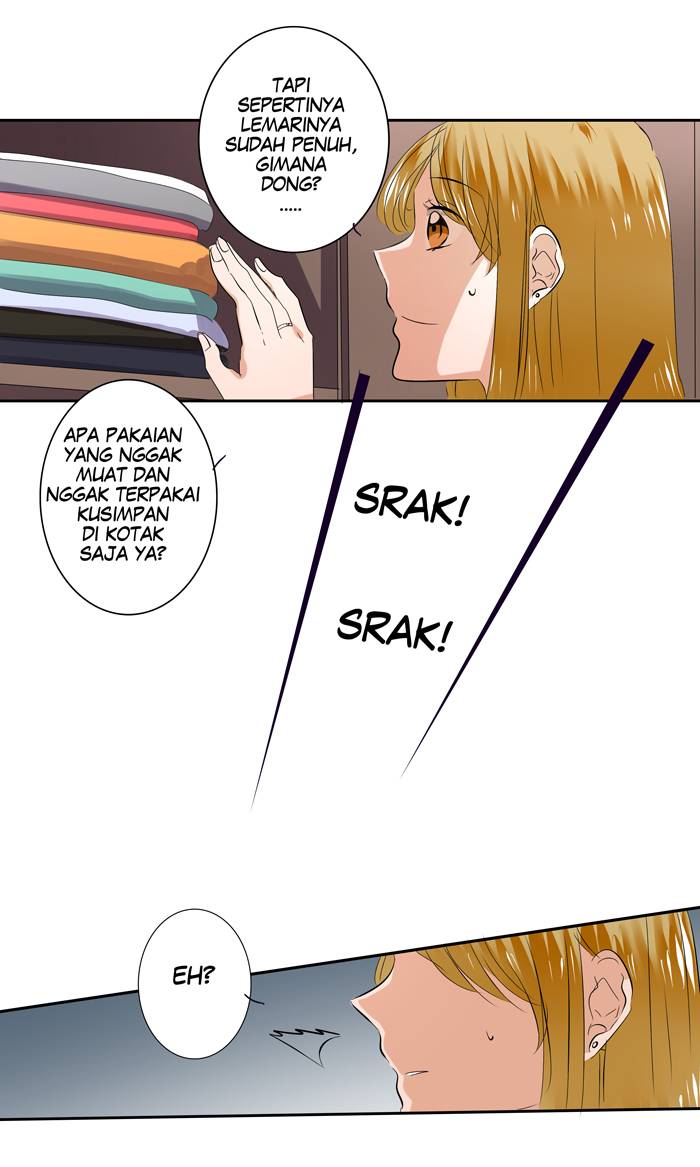 TAPI
SEPERTINYA
LEMARINYA
SUDAH PENUH,
GIMANA
DONG?
.....
APA PAKAIAN
YANG NGGAK
MUAT DAN
NGGAK TERPAKAI
KUSIMPAN
DI KOTAK
SAJA YA?
SRAK!
SRAK!
EH?